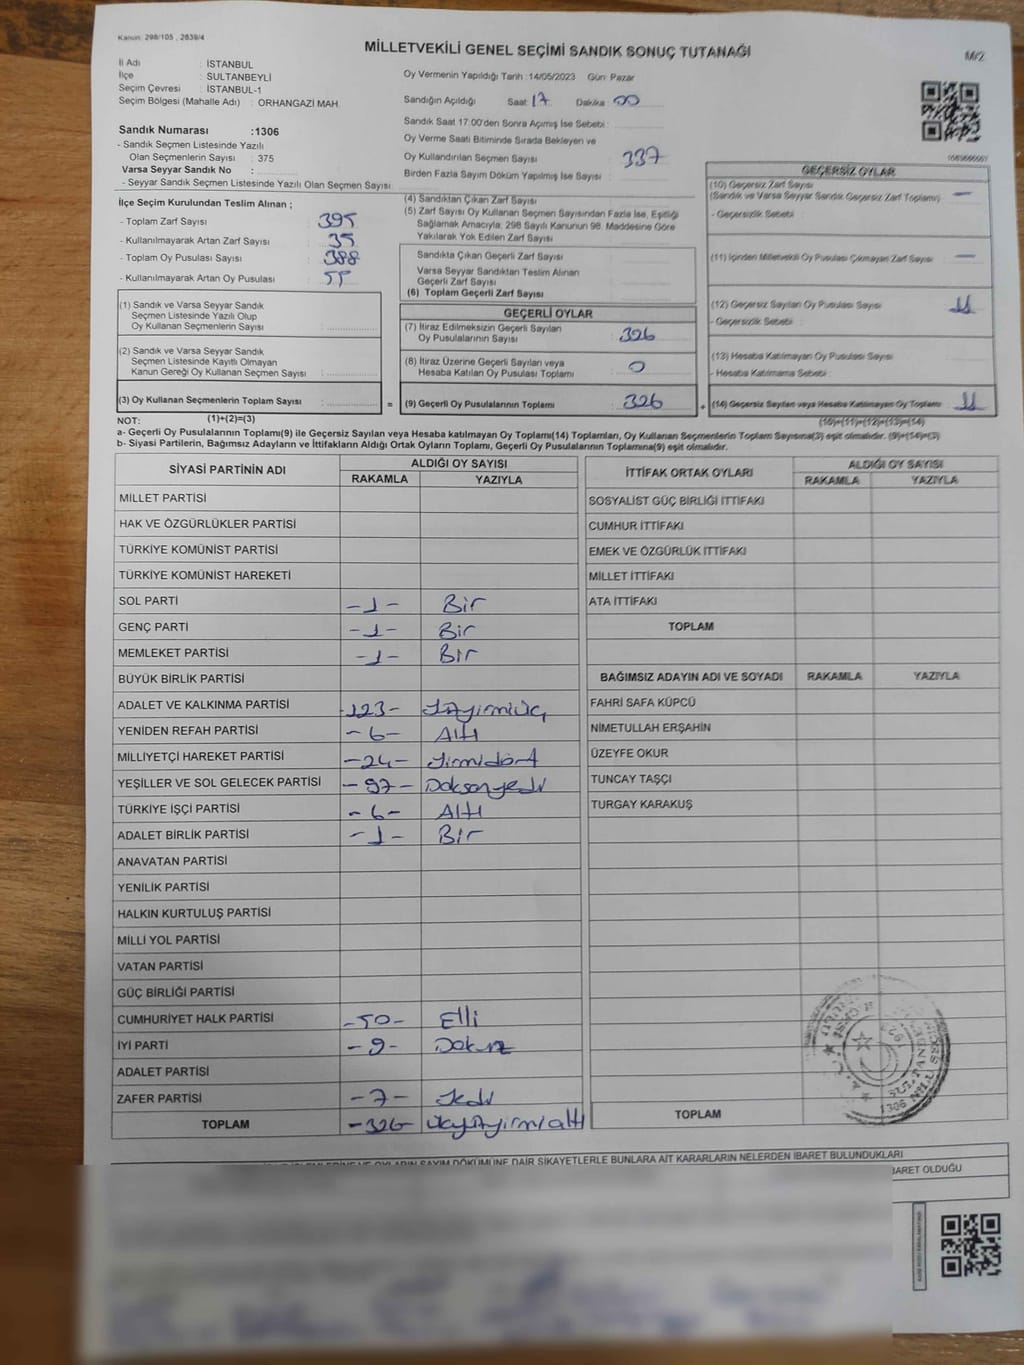 Kanun: 298/105 , 2839/4
MİLLETVEKİLİ GENEL SEÇİMİ SANDIK SONUÇ TUTANAĞI
M/2
İl Adı : İSTANBUL
İlçe : SULTANBEYLİ
Seçim Çevresi : İSTANBUL-1
Seçim Bölgesi (Mahalle Adı) : ORHANGAZİ MAH.
Oy Vermenin Yapıldığı Tarih :14/05/2023 Gün: Pazar
Sandığın Açıldığı Saat: 17 Dakika 00
Sandık Saat 17.00'den Sonra Açımış İse Sebebi :
Oy Verme Saati Bitiminde Sırada Bekleyen ve
Oy Kullandırılan Seçmen Sayısı : 337
Birden Fazla Sayım Döküm Yapılmış İse Sayısı :
Sandık Numarası :1306
- Sandık Seçmen Listesinde Yazılı
Olan Seçmenlerin Sayısı : 375
Varsa Seyyar Sandık No :
- Seyyar Sandık Seçmen Listesinde Yazılı Olan Seçmen Sayısı
İlçe Seçim Kurulundan Teslim Alınan ;
- Toplam Zarf Sayısı : 395
- Kullanılmayarak Artan Zarf Sayısı : 35
- Toplam Oy Pusulası Sayısı : 388
- Kullanılmayarak Artan Oy Pusulası : 55
(1) Sandık ve Varsa Seyyar Sandık
Seçmen Listesinde Yazılı Olup
Oy Kullanan Seçmenlerin Sayısı :
(2) Sandık ve Varsa Seyyar Sandık
Seçmen Listesinde Kayıtlı Olmayan
Kanun Gereği Oy Kullanan Seçmen Sayısı :
(3) Oy Kullanan Seçmenlerin Toplam Sayısı :
=
(4) Sandıktan Çıkan Zarf Sayısı
(5) Zarf Sayısı Oy Kullanan Seçmen Sayısından Fazla İse, Eşitliği
Sağlamak Amacıyla, 298 Sayılı Kanunun 98. Maddesine Göre
Yakılarak Yok Edilen Zarf Sayısı
Sandıkta Çıkan Geçerli Zarf Sayısı
Varsa Seyyar Sandıktan Teslim Alınan
Geçerli Zarf Sayısı
(6) Toplam Geçerli Zarf Sayısı
GEÇERLİ OYLAR
(7) İtiraz Edilmeksizin Geçerli Sayılan
Oy Pusulalarının Sayısı : 326
(8) İtiraz Üzerine Geçerli Sayılan veya
Hesaba Katılan Oy Pusulası Toplamı : 0
(9) Geçerli Oy Pusulalarının Toplamı : 326
+
GEÇERSİZ OYLAR
(10) Geçersiz Zarf Sayısı
(Sandık ve Varsa Seyyar Sandık Geçersiz Zarf Toplamı) —
- Geçersizlik Sebebi :
(11) İçinden Milletvekili Oy Pusulası Çıkmayan Zarf Sayısı —
(12) Geçersiz Sayılan Oy Pusulası Sayısı : 11
- Geçersizlik Sebebi :
(13) Hesaba Katılmayan Oy Pusulası Sayısı
- Hesaba Katılmama Sebebi :
(14) Geçersiz Sayılan veya Hesaba Katılmayan Oy Toplamı : 11
NOT: (1)+(2)=(3)
(10)+(11)+(12)+(13)=(14)
a- Geçerli Oy Pusulalarının Toplamı(9) ile Geçersiz Sayılan veya Hesaba katılmayan Oy Toplamı(14) Toplamları, Oy Kullanan Seçmenlerin Toplam Sayısına(3) eşit olmalıdır. (9)+(14)=(3)
b- Siyasi Partilerin, Bağımsız Adayların ve İttifakların Aldığı Ortak Oyların Toplamı, Geçerli Oy Pusulalarının Toplamına(9) eşit olmalıdır.
SİYASİ PARTİNİN ADI ALDIĞI OY SAYISI
RAKAMLA YAZIYLA
MİLLET PARTİSİ
HAK VE ÖZGÜRLÜKLER PARTİSİ
TÜRKİYE KOMÜNİST PARTİSİ
TÜRKİYE KOMÜNİST HAREKETİ
SOL PARTİ -1- Bir
GENÇ PARTİ -1- Bir
MEMLEKET PARTİSİ -1- Bir
BÜYÜK BİRLİK PARTİSİ
ADALET VE KALKINMA PARTİSİ -123-
YENİDEN REFAH PARTİSİ -6- Altı
MİLLİYETÇİ HAREKET PARTİSİ -24- Yirmidört
YEŞİLLER VE SOL GELECEK PARTİSİ -97- Doksanyedi
TÜRKİYE İŞÇİ PARTİSİ -6- Altı
ADALET BİRLİK PARTİSİ -1- Bir
ANAVATAN PARTİSİ
YENİLİK PARTİSİ
HALKIN KURTULUŞ PARTİSİ
MİLLİ YOL PARTİSİ
VATAN PARTİSİ
GÜÇ BİRLİĞİ PARTİSİ
CUMHURİYET HALK PARTİSİ -50- Elli
İYİ PARTİ -9- Dokuz
ADALET PARTİSİ
ZAFER PARTİSİ -7- Yedi
TOPLAM -326-
İTTİFAK ORTAK OYLARI ALDIĞI OY SAYISI
RAKAMLA YAZIYLA
SOSYALİST GÜÇ BİRLİĞİ İTTİFAKI
CUMHUR İTTİFAKI
EMEK VE ÖZGÜRLÜK İTTİFAKI
MİLLET İTTİFAKI
ATA İTTİFAKI
TOPLAM
BAĞIMSIZ ADAYIN ADI VE SOYADI RAKAMLA YAZIYLA
FAHRİ SAFA KÜPCÜ
NİMETULLAH ERŞAHİN
ÜZEYFE OKUR
TUNCAY TAŞÇI
TURGAY KARAKUŞ
TOPLAM
OYLARIN SAYIM DÖKÜMÜNE DAİR ŞİKAYETLERLE BUNLARA AİT KARARLARIN NELERDEN İBARET BULUNDUKLARI
İBARET OLDUĞU